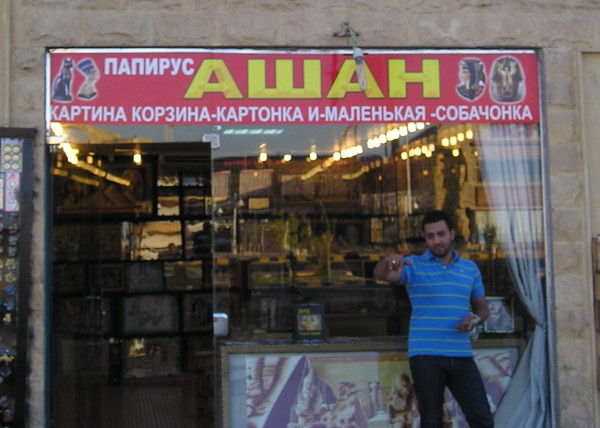 ПАПИРУС АШАН
КАРТИНА КОРЗИНА-КАРТОНКА И-МАЛЕНЬКАЯ -СОБАЧОНКА